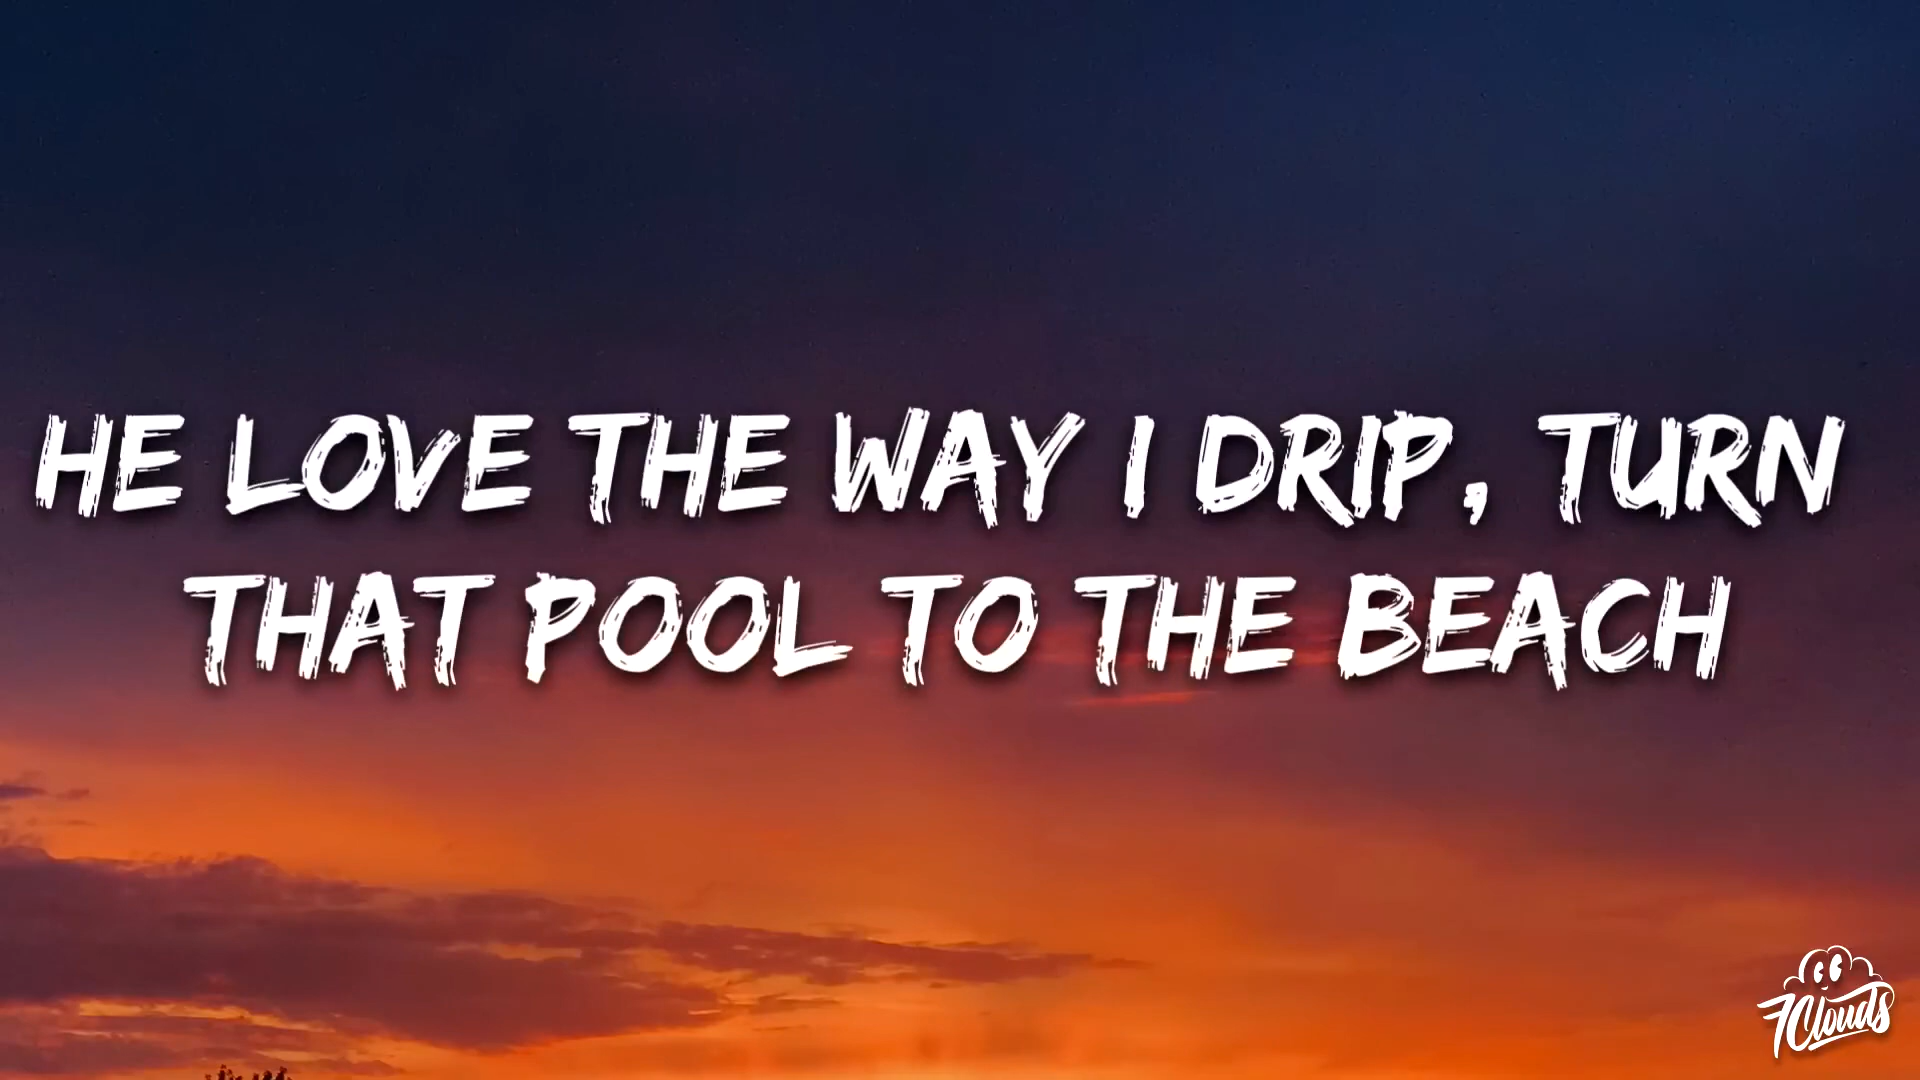 HE LOVE THE WAY I DRIP, TURN
THAT POOL TO THE BEACH
7clouds